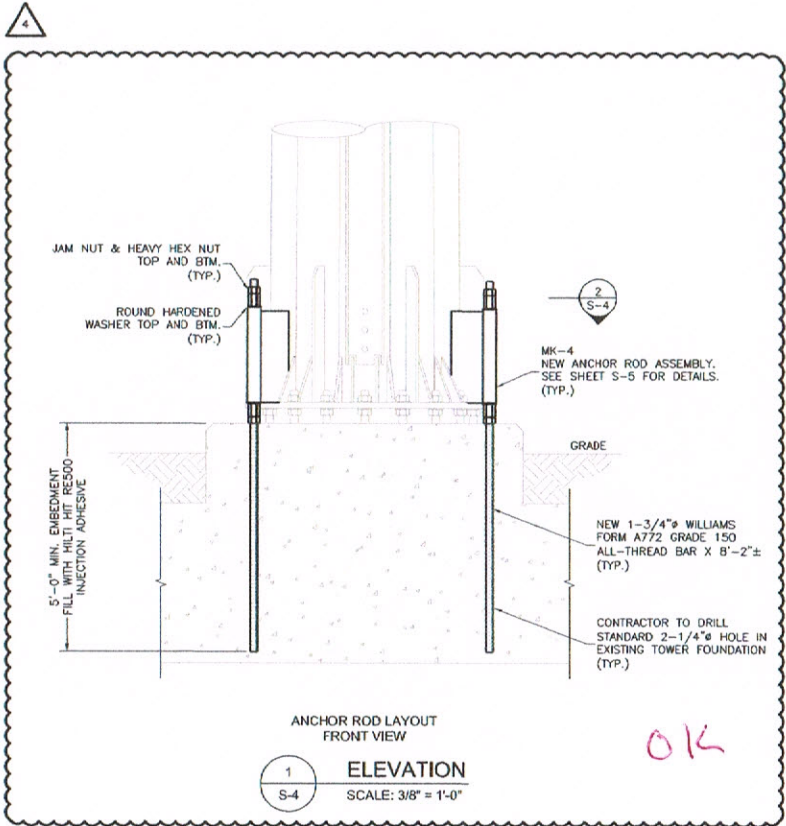 4
JAM NUT & HEAVY HEX NUT
TOP AND BTM.
(TYP.)
ROUND HARDENED
WASHER TOP AND BTM.
(TYP.)
2
S-4
MK-4
NEW ANCHOR ROD ASSEMBLY.
SEE SHEET S-5 FOR DETAILS.
(TYP.)
GRADE
5'-0" MIN. EMBEDMENT
FILL WITH HILTI HIT RE500
INJECTION ADHESIVE
NEW 1-3/4"ø WILLIAMS
FORM A772 GRADE 150
ALL-THREAD BAR X 8'-2"±
(TYP.)
CONTRACTOR TO DRILL
STANDARD 2-1/4"ø HOLE IN
EXISTING TOWER FOUNDATION
(TYP.)
ANCHOR ROD LAYOUT
FRONT VIEW
OK
1
S-4
ELEVATION
SCALE: 3/8" = 1'-0"